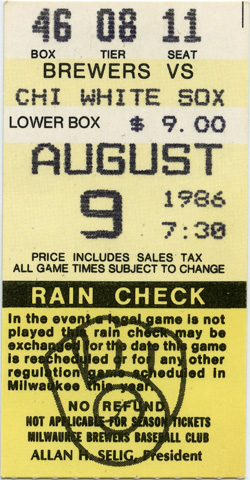 46 08 11
BOX TIER SEAT
BREWERS VS
CHI WHITE SOX
LOWER BOX $ 9.00
AUGUST
9 1986
7:30
PRICE INCLUDES SALES TAX
ALL GAME TIMES SUBJECT TO CHANGE
RAIN CHECK
In the event a legal game is not
played this rain check may be
exchanged for the date this game
is rescheduled or for any other
regulation game scheduled in
Milwaukee this year.
NO REFUND
NOT APPLICABLE FOR SEASON TICKETS
MILWAUKEE BREWERS BASEBALL CLUB
ALLAN H. SELIG, President